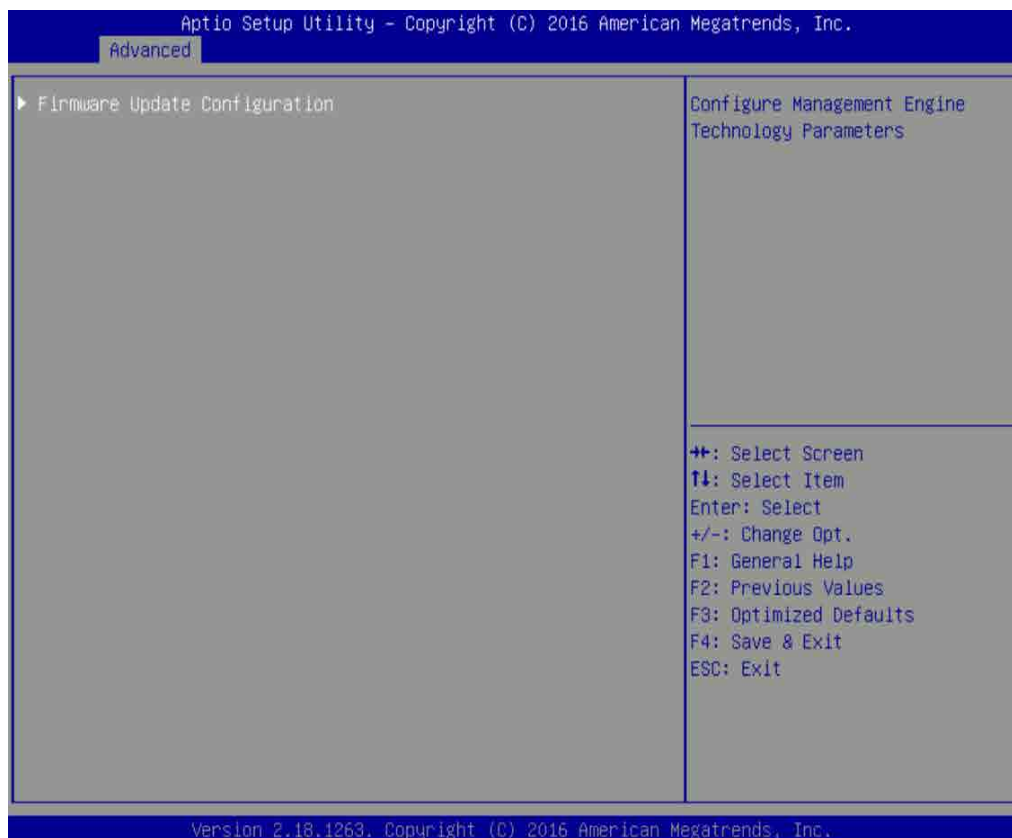 Aptio Setup Utility – Copyright (C) 2016 American Megatrends, Inc.
Advanced
▶ Firmware Update Configuration
Configure Management Engine
Technology Parameters
→←: Select Screen
↑↓: Select Item
Enter: Select
+/-: Change Opt.
F1: General Help
F2: Previous Values
F3: Optimized Defaults
F4: Save & Exit
ESC: Exit
Version 2.18.1263. Copyright (C) 2016 American Megatrends, Inc.